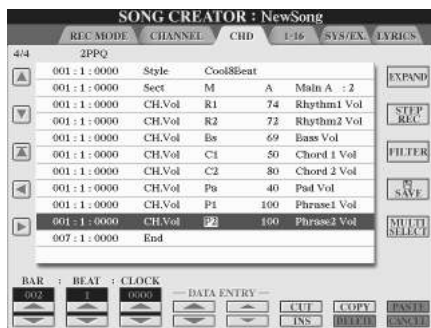 SONG CREATOR : NewSong
REC MODE CHANNEL CHD 1-16 SYS/EX. LYRICS
4/4 2PPQ
001 : 1 : 0000 Style Cool8Beat
001 : 1 : 0000 Sect M A Main A : 2
001 : 1 : 0000 CH.Vol R1 74 Rhythm1 Vol
001 : 1 : 0000 CH.Vol R2 72 Rhythm2 Vol
001 : 1 : 0000 CH.Vol Bs 69 Bass Vol
001 : 1 : 0000 CH.Vol C1 50 Chord 1 Vol
001 : 1 : 0000 CH.Vol C2 80 Chord 2 Vol
001 : 1 : 0000 CH.Vol Pa 40 Pad Vol
001 : 1 : 0000 CH.Vol P1 100 Phrase1 Vol
001 : 1 : 0000 CH.Vol P2 100 Phrase2 Vol
007 : 1 : 0000 End
EXPAND
STEP
REC
FILTER
SAVE
MULTI
SELECT
BAR : BEAT : CLOCK
002 1 0000 DATA ENTRY
CUT COPY PASTE
INS DELETE CANCEL